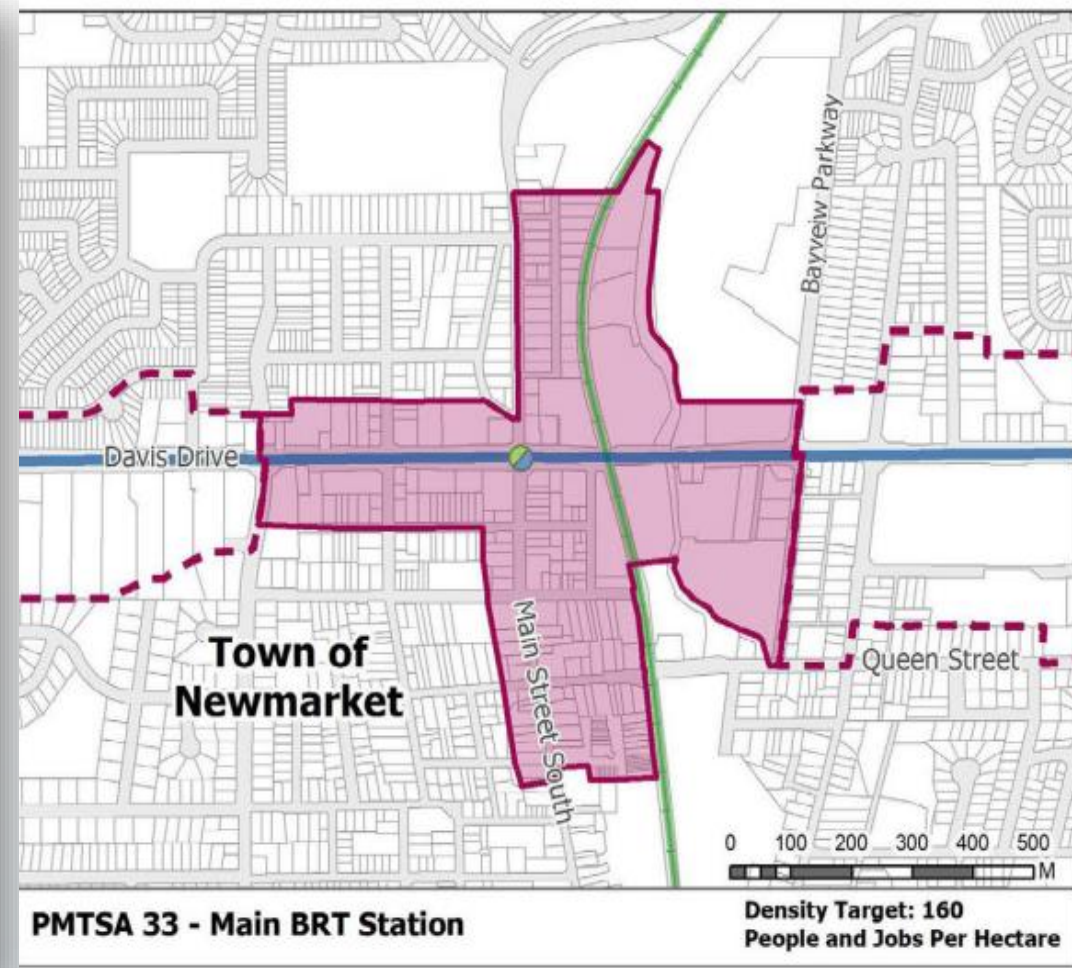 Bayveiw Parkway
Davis Drive
Main Street South
Town of
Newmarket
Queen Street
0 100 200 300 400 500
M
PMTSA 33 - Main BRT Station
Density Target: 160
People and Jobs Per Hectare